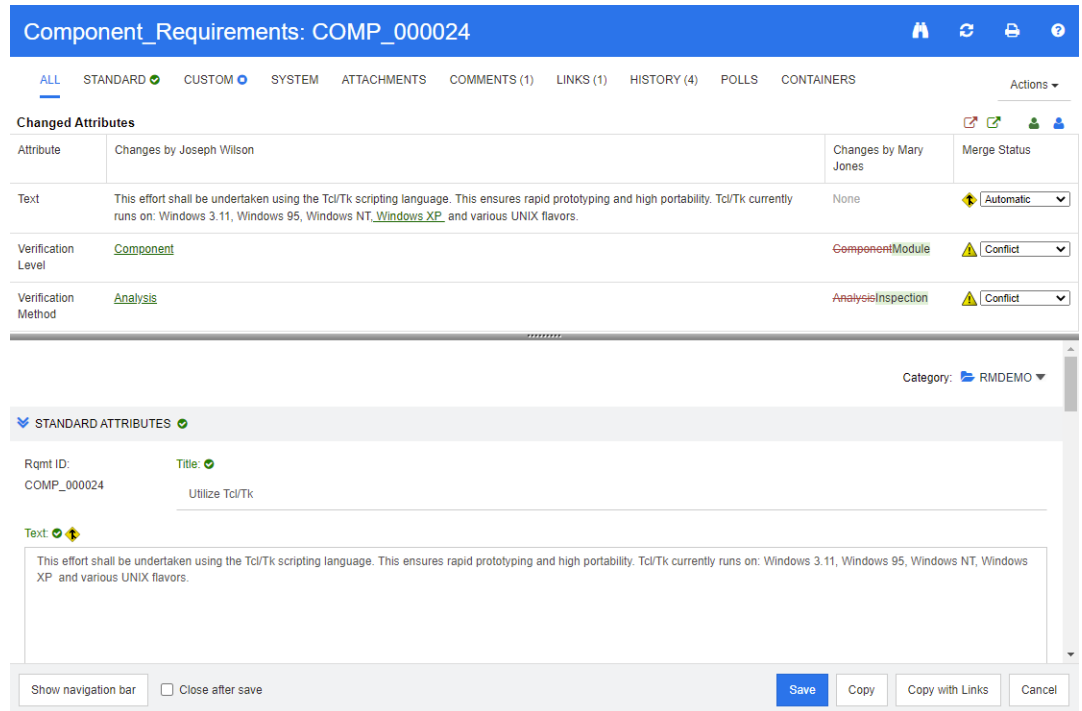 Component_Requirements: COMP_000024
ALL STANDARD CUSTOM SYSTEM ATTACHMENTS COMMENTS (1) LINKS (1) HISTORY (4) POLLS CONTAINERS
Actions
Changed Attributes
Attribute Changes by Joseph Wilson Changes by Mary Merge Status
Jones
Text This effort shall be undertaken using the Tcl/Tk scripting language. This ensures rapid prototyping and high portability. Tcl/Tk currently None Automatic
runs on: Windows 3.11, Windows 95, Windows NT, Windows XP and various UNIX flavors.
Verification Component ComponentModule Conflict
Level
Verification Analysis AnalysisInspection Conflict
Method
Category: RMDEMO
STANDARD ATTRIBUTES
Rqmt ID: Title:
COMP_000024
Utilize Tcl/Tk
Text:
This effort shall be undertaken using the Tcl/Tk scripting language. This ensures rapid prototyping and high portability. Tcl/Tk currently runs on: Windows 3.11, Windows 95, Windows NT, Windows
XP and various UNIX flavors.
Show navigation bar Close after save Save Copy Copy with Links Cancel